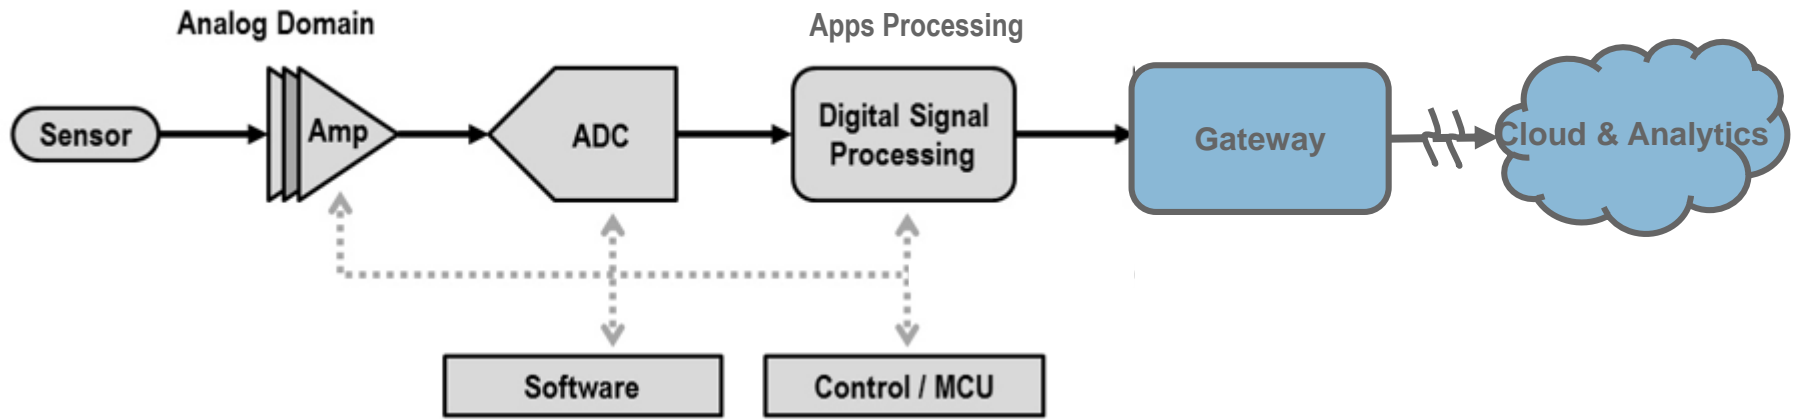 Analog Domain
Apps Processing
Sensor
Amp
ADC
Digital Signal
Processing
Gateway
Cloud & Analytics
Software
Control / MCU